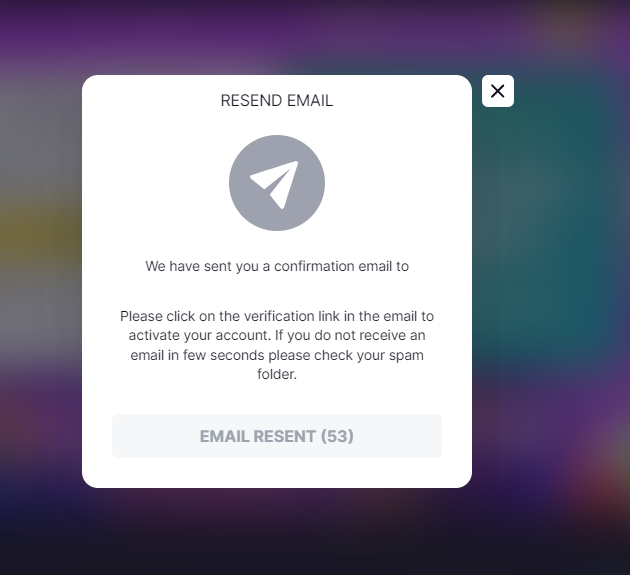 RESEND EMAIL
We have sent you a confirmation email to
Please click on the verification link in the email to
activate your account. If you do not receive an
email in few seconds please check your spam
folder.
EMAIL RESENT (53)